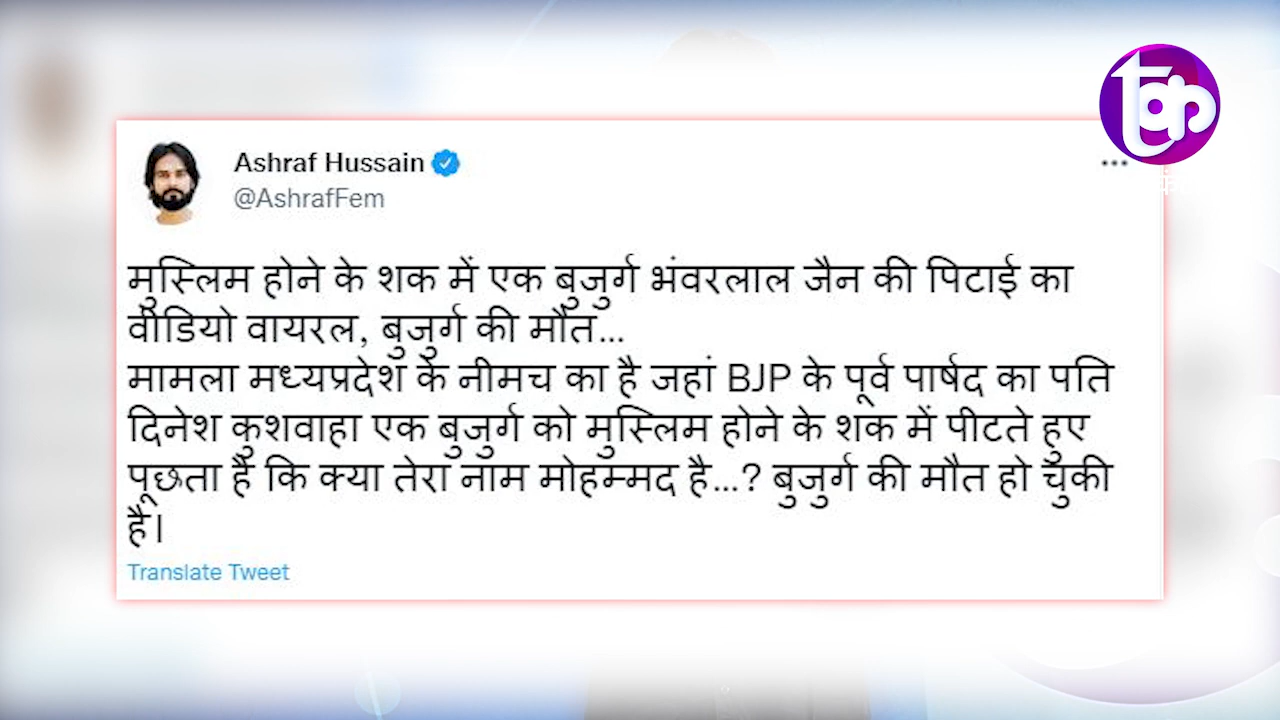 tak
Ashraf Hussain
@AshrafFem
मुस्लिम होने के शक में एक बुजुर्ग भंवरलाल जैन की पिटाई का
वीडियो वायरल, बुजुर्ग की मौत...
मामला मध्यप्रदेश के नीमच का है जहां BJP के पूर्व पार्षद का पति
दिनेश कुशवाहा एक बुजुर्ग को मुस्लिम होने के शक में पीटते हुए
पूछता है कि क्या तेरा नाम मोहम्मद है...? बुजुर्ग की मौत हो चुकी
है।
Translate Tweet